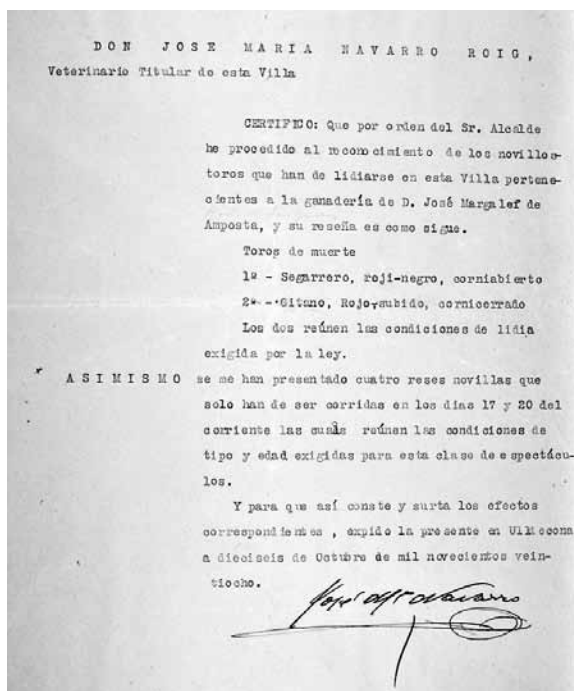 DON JOSE MARIA NAVARRO ROIG,
Veterinario Titular de esta Villa
CERTIFICO: Que por orden del Sr. Alcalde
he procedido al reconocimiento de los novillos-
toros que han de lidiarse en esta Villa pertene-
cientes a la ganadería de D. José Margalef de
Amposta, y su reseña es como sigue.
Toros de muerte
1º - Segarrero, roji-negro, corniabierto
2º - Gitano, Rojo-subido, cornicerrado
Los dos reúnen las condiciones de lidia
exigida por la ley.
ASIMISMO se me han presentado cuatro reses novillas que
solo han de ser corridas en los dias 17 y 20 del
corriente las cuals reúnen las condiciones de
tipo y edad exigidas para esta clase de espectácu-
los.
Y para que así conste y surta los efectos
correspondientes , expido la presente en Ulldecona
a dieciseis de Octubre de mil novecientos vein-
tiocho.
José Mª Navarro